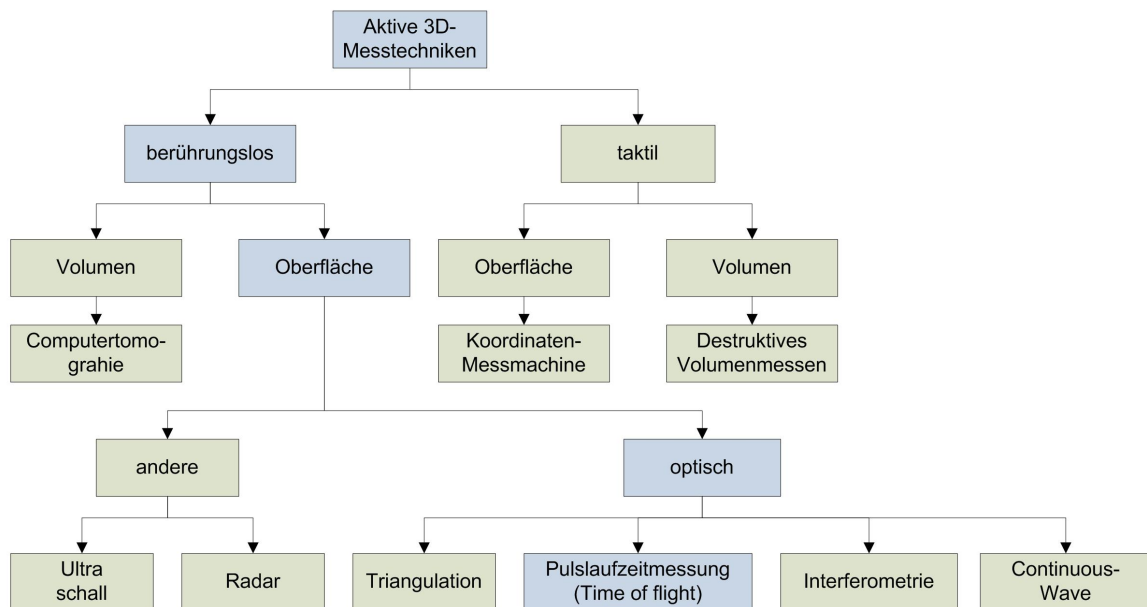 Aktive 3D-
Messtechniken
berührungslos
taktil
Volumen
Oberfläche
Oberfläche
Volumen
Computertomo-
grahie
Koordinaten-
Messmachine
Destruktives
Volumenmessen
andere
optisch
Ultra
schall
Radar
Triangulation
Pulslaufzeitmessung
(Time of flight)
Interferometrie
Continuous-
Wave